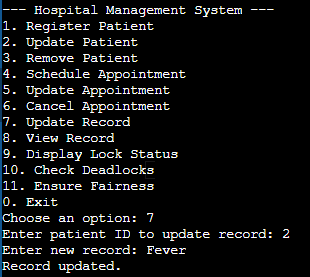 --- Hospital Management System ---
1. Register Patient
2. Update Patient
3. Remove Patient
4. Schedule Appointment
5. Update Appointment
6. Cancel Appointment
7. Update Record
8. View Record
9. Display Lock Status
10. Check Deadlocks
11. Ensure Fairness
0. Exit
Choose an option: 7
Enter patient ID to update record: 2
Enter new record: Fever
Record updated.